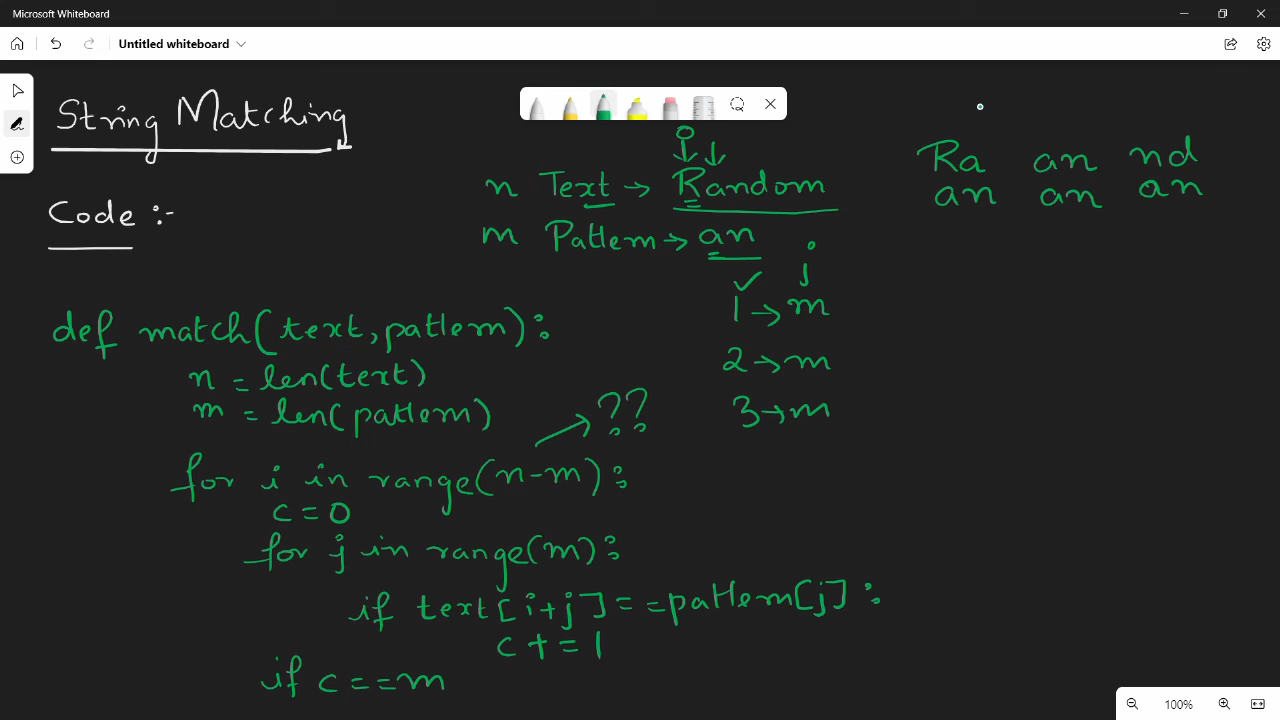 Microsoft Whiteboard
Untitled whiteboard
String Matching
Code :-
n Text → Random
0
m Pattern → an
Ra an nd
an an an
j
1 → m
2 → m
3 → m
def match(text, pattern):
n = len(text)
m = len(pattern)
??
for i in range(n-m):
c = 0
for j in range(m):
if text[i+j] == pattern[j]:
c += 1
if c == m
100%